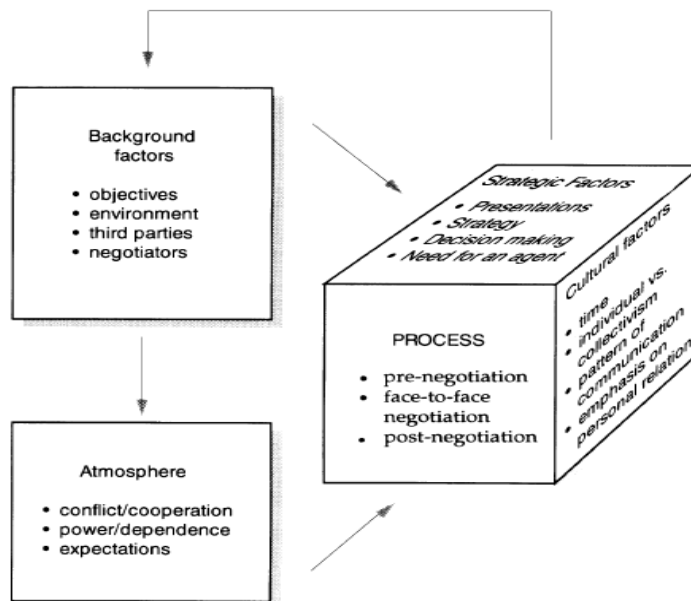 Background
factors
• objectives
• environment
• third parties
• negotiators
Strategic Factors
• Presentations
• Strategy
• Decision making
• Need for an agent
Cultural factors
• time
• individual vs.
collectivism
• pattern of
communication
• emphasis on
personal relation
PROCESS
• pre-negotiation
• face-to-face
negotiation
• post-negotiation
Atmosphere
• conflict/cooperation
• power/dependence
• expectations